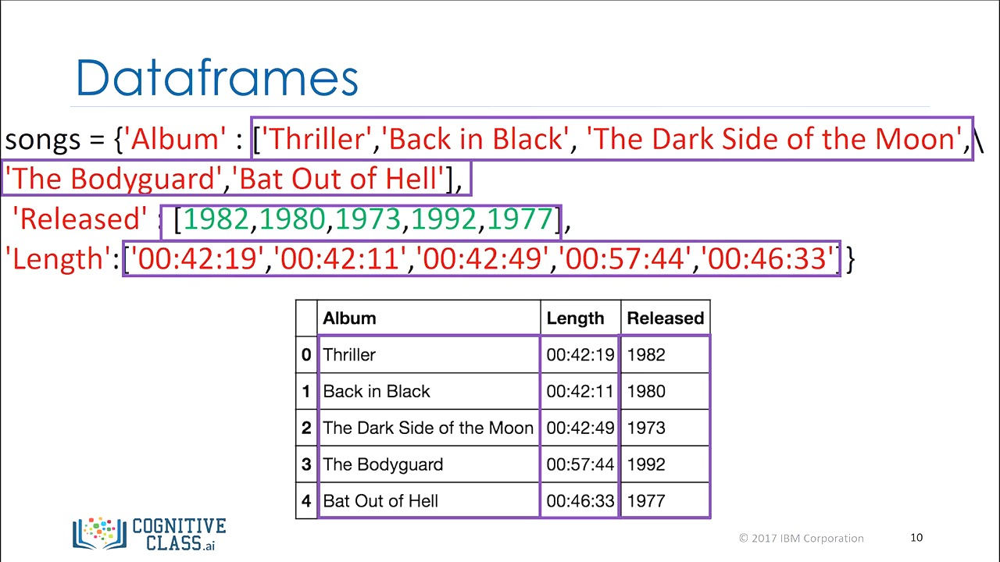 Dataframes
songs = {'Album' : ['Thriller','Back in Black', 'The Dark Side of the Moon',\
'The Bodyguard','Bat Out of Hell'],
'Released' : [1982,1980,1973,1992,1977],
'Length':['00:42:19','00:42:11','00:42:49','00:57:44','00:46:33'] }
Album Length Released
0 Thriller 00:42:19 1982
1 Back in Black 00:42:11 1980
2 The Dark Side of the Moon 00:42:49 1973
3 The Bodyguard 00:57:44 1992
4 Bat Out of Hell 00:46:33 1977
COGNITIVE
CLASS.ai
© 2017 IBM Corporation 10